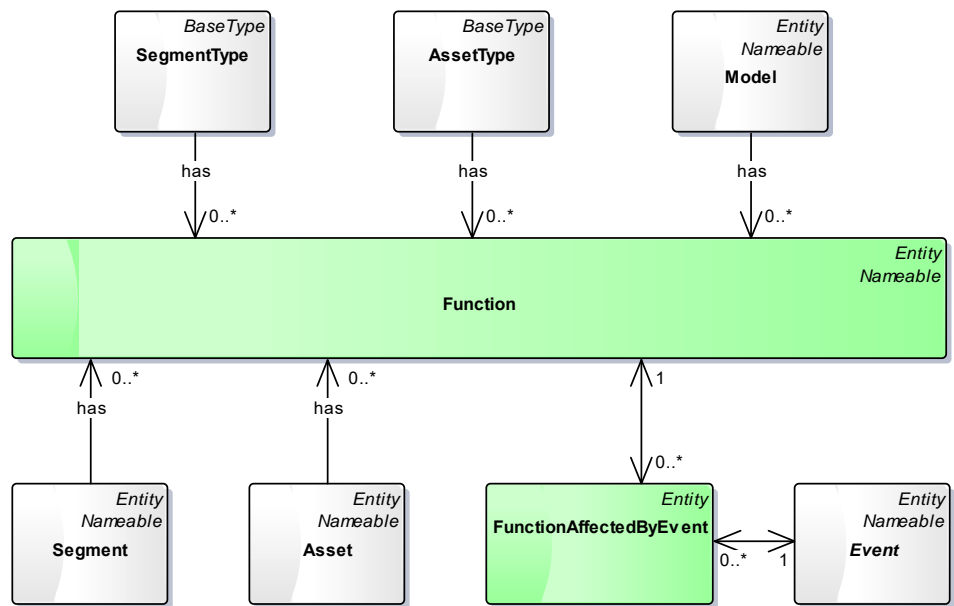 BaseType
SegmentType
BaseType
AssetType
Entity
Nameable
Model
has
has
has
0..*
0..*
0..*
Entity
Nameable
Function
0..*
0..*
1
has
has
0..*
Entity
Nameable
Segment
Entity
Nameable
Asset
Entity
FunctionAffectedByEvent
0..*
1
Entity
Nameable
Event